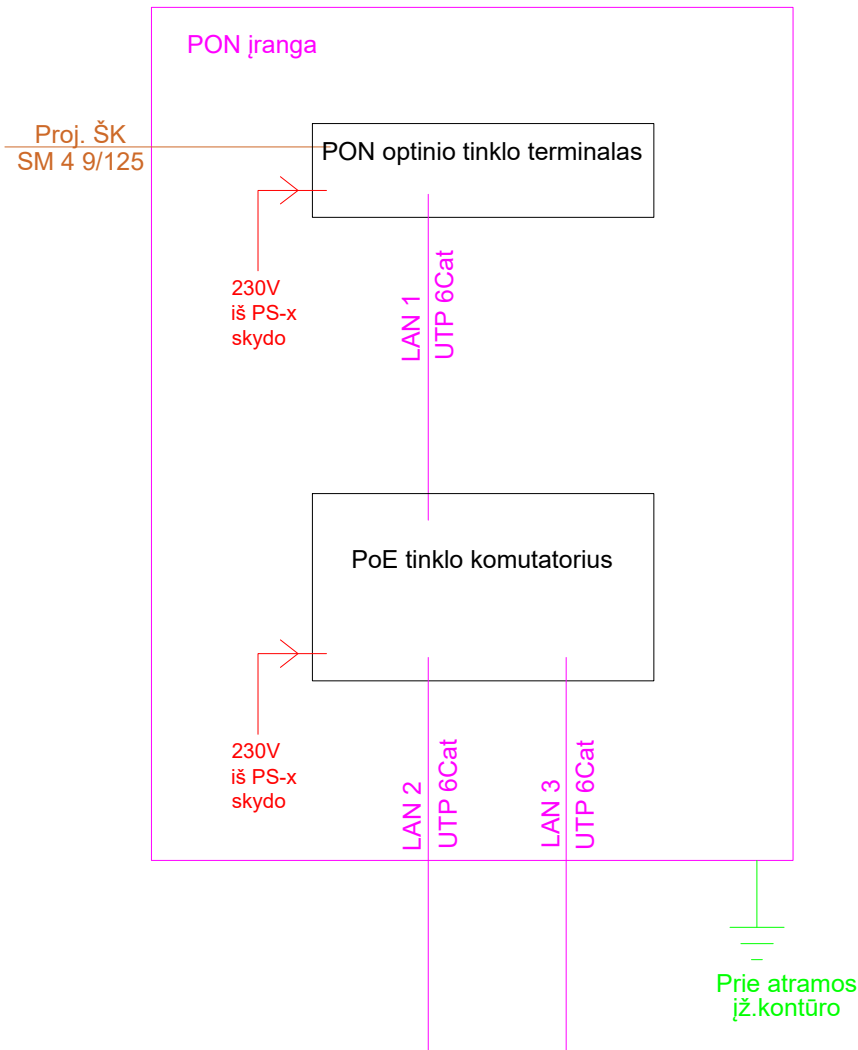 PON įranga
Proj. ŠK
SM 4 9/125
PON optinio tinklo terminalas
230V
iš PS-x
skydo
LAN 1
UTP 6Cat
PoE tinklo komutatorius
230V
iš PS-x
skydo
LAN 2
UTP 6Cat
LAN 3
UTP 6Cat
Prie atramos
įž.kontūro